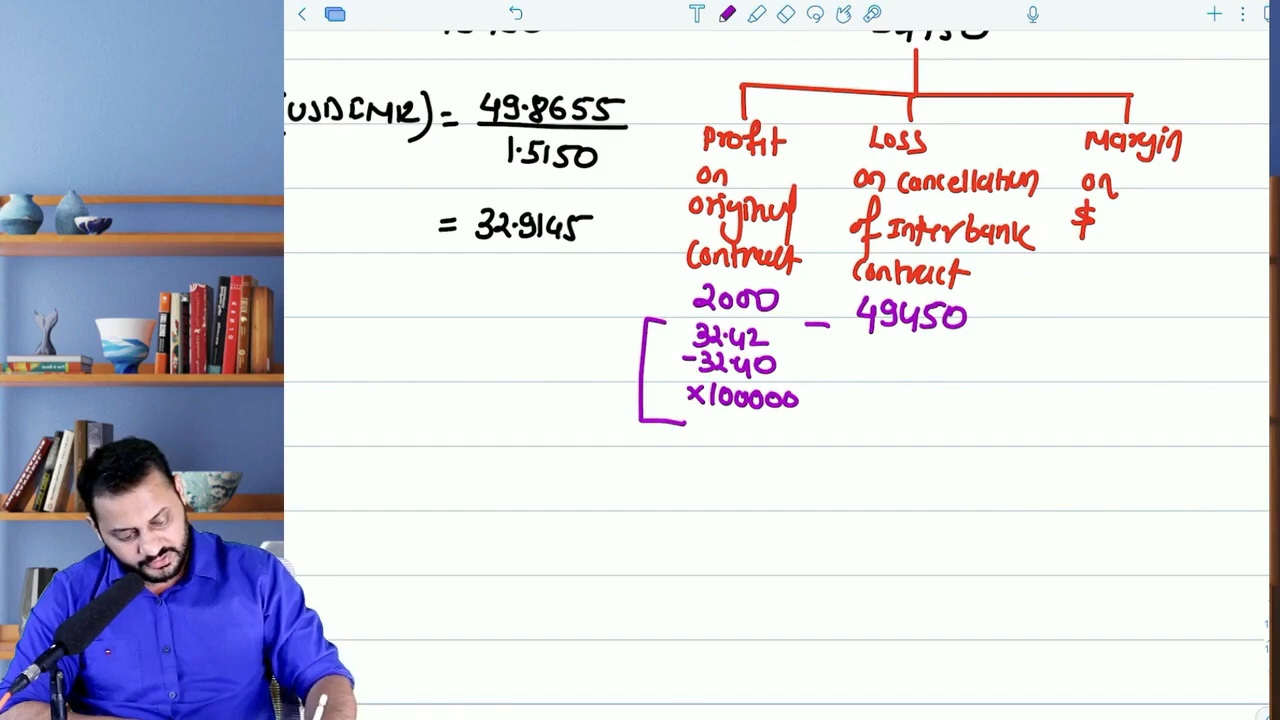 (USDINR) = 49.8655
1.5150
= 32.9145
Profit
on
original
contract
2000
32.42
-32.40
×100000
Loss
on cancellation
of Interbank
contract
- 49450
Margin
on
$